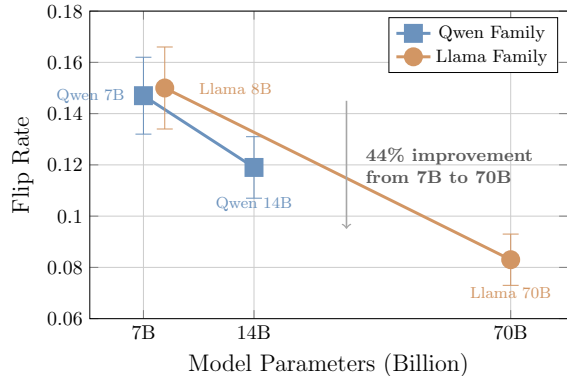 0.18
0.16
0.14
0.12
0.1
0.08
0.06
Flip Rate
Qwen Family
Llama Family
Qwen 7B
Llama 8B
44% improvement
from 7B to 70B
Qwen 14B
Llama 70B
7B
14B
70B
Model Parameters (Billion)